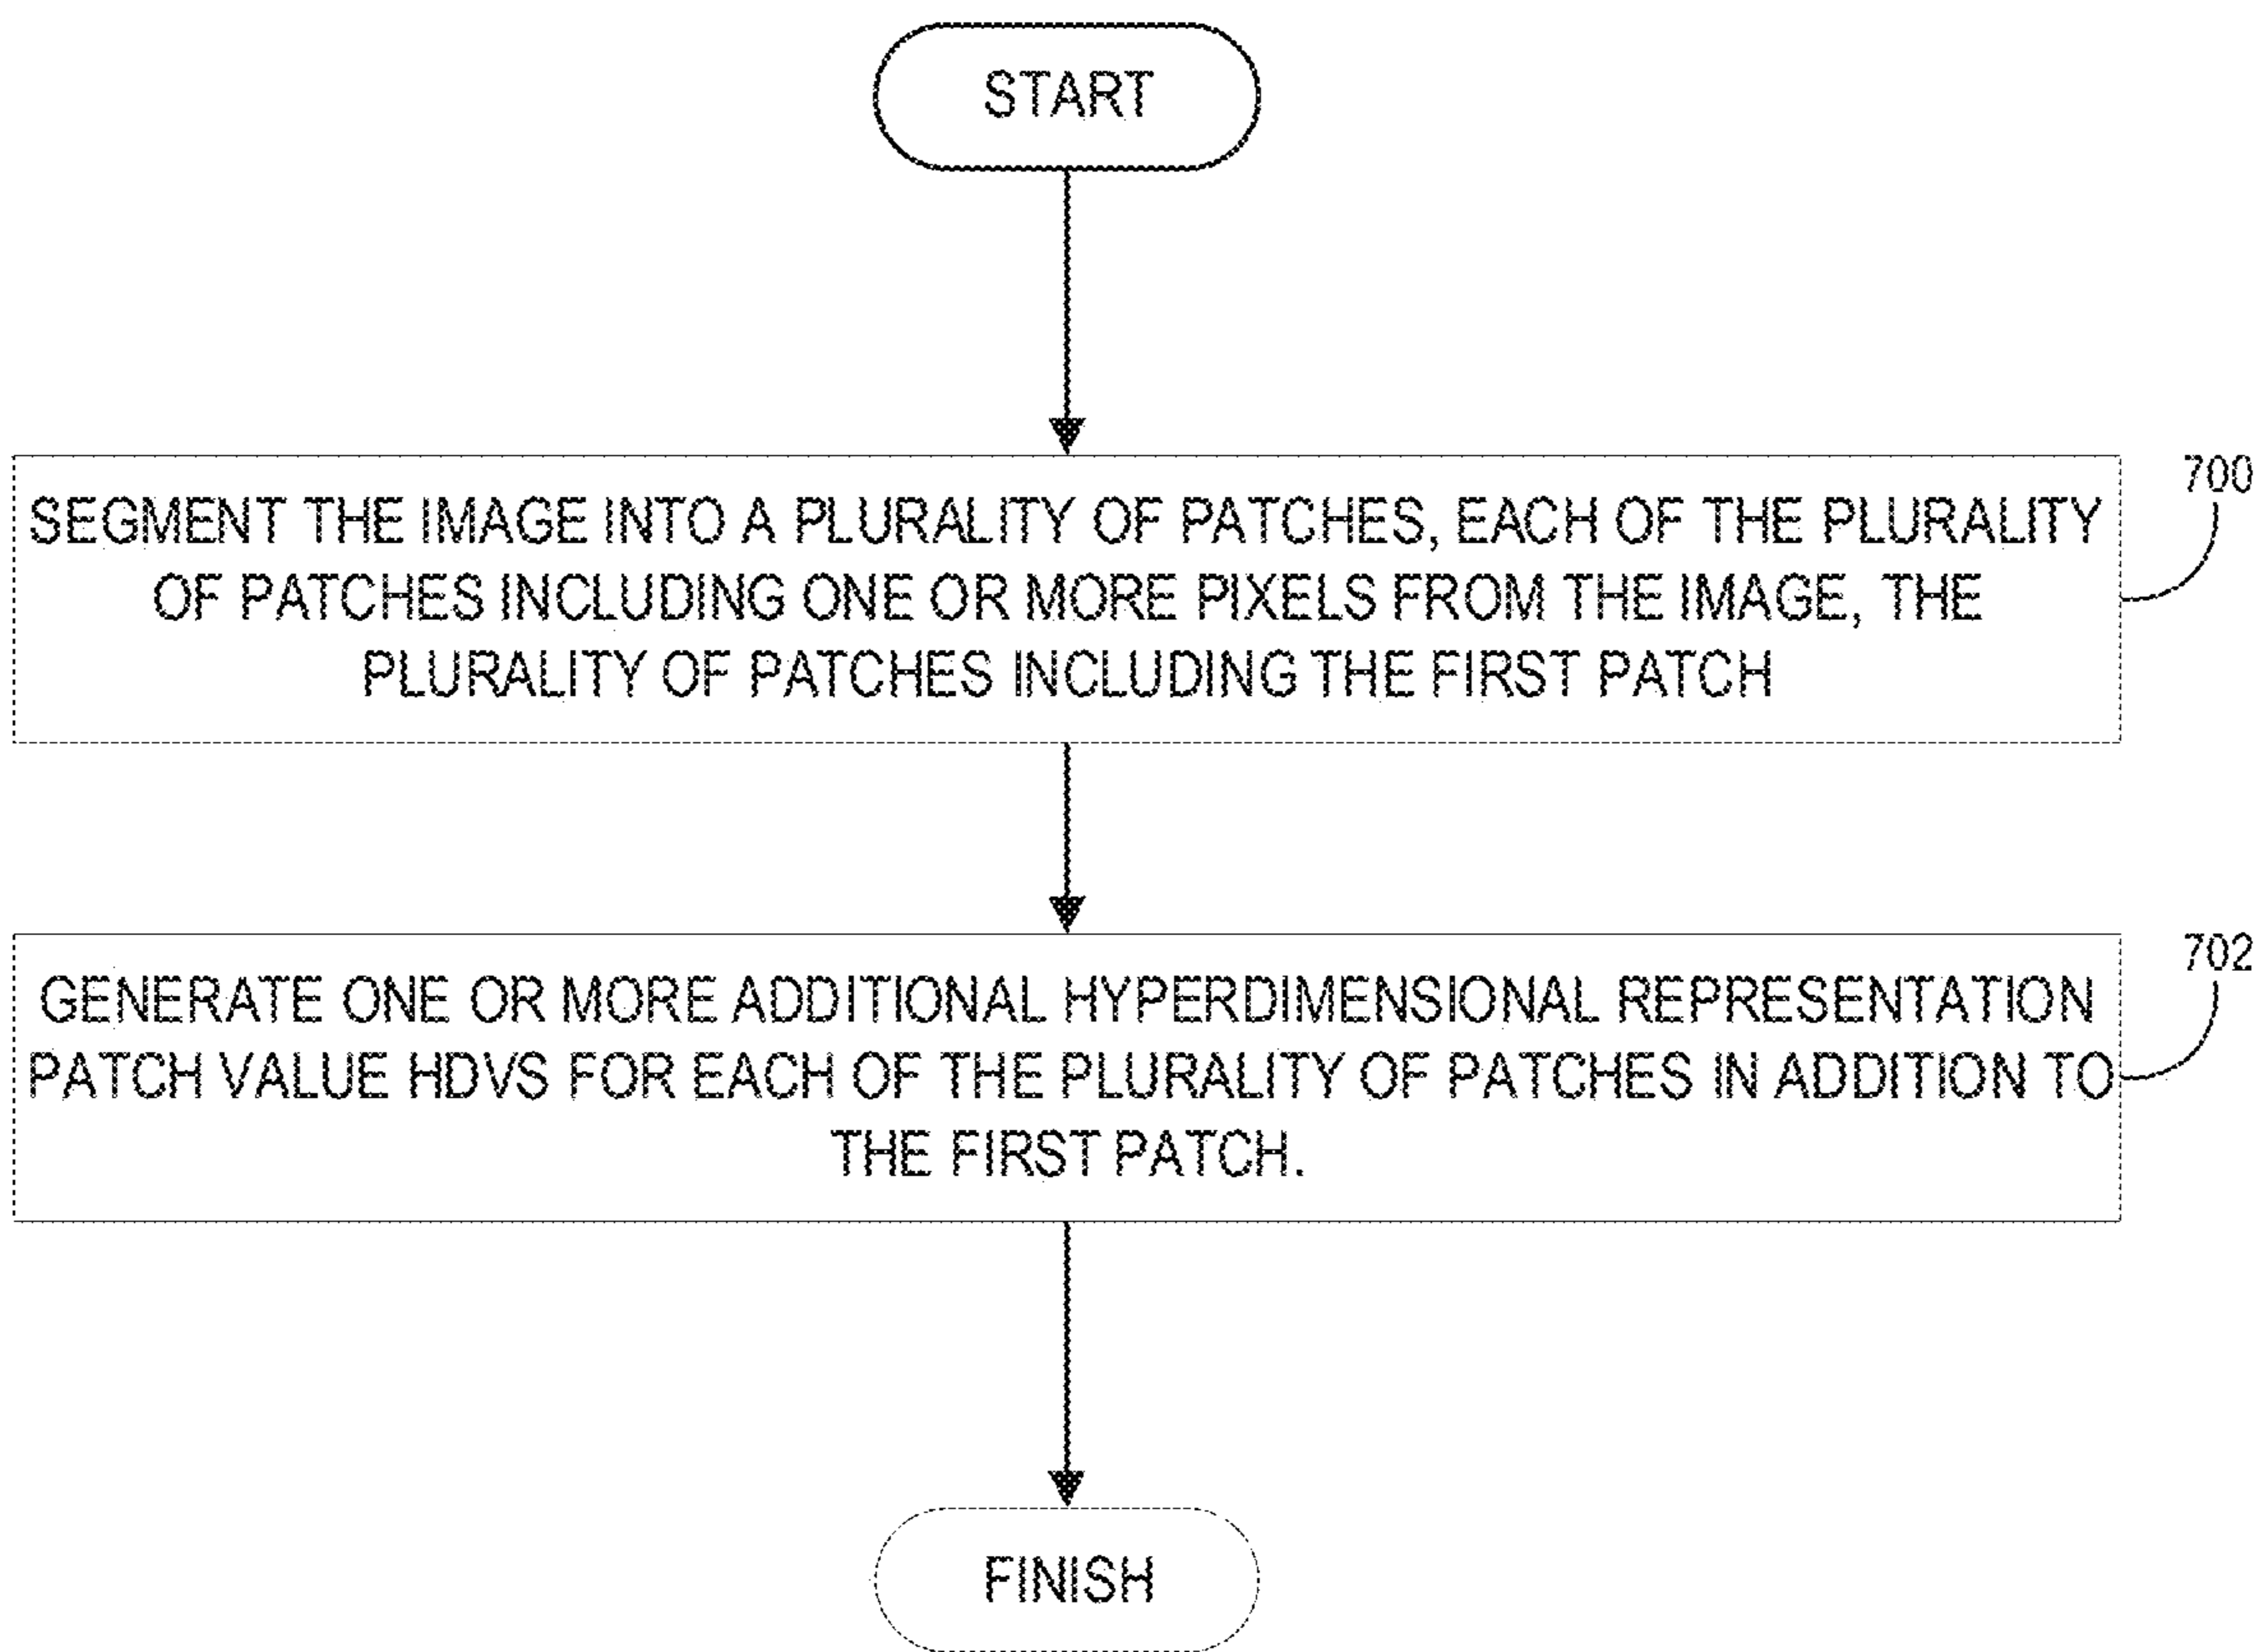 START
SEGMENT THE IMAGE INTO A PLURALITY OF PATCHES, EACH OF THE PLURALITY
OF PATCHES INCLUDING ONE OR MORE PIXELS FROM THE IMAGE, THE
PLURALITY OF PATCHES INCLUDING THE FIRST PATCH
700
GENERATE ONE OR MORE ADDITIONAL HYPERDIMENSIONAL REPRESENTATION
PATCH VALUE HDVS FOR EACH OF THE PLURALITY OF PATCHES IN ADDITION TO
THE FIRST PATCH.
702
FINISH